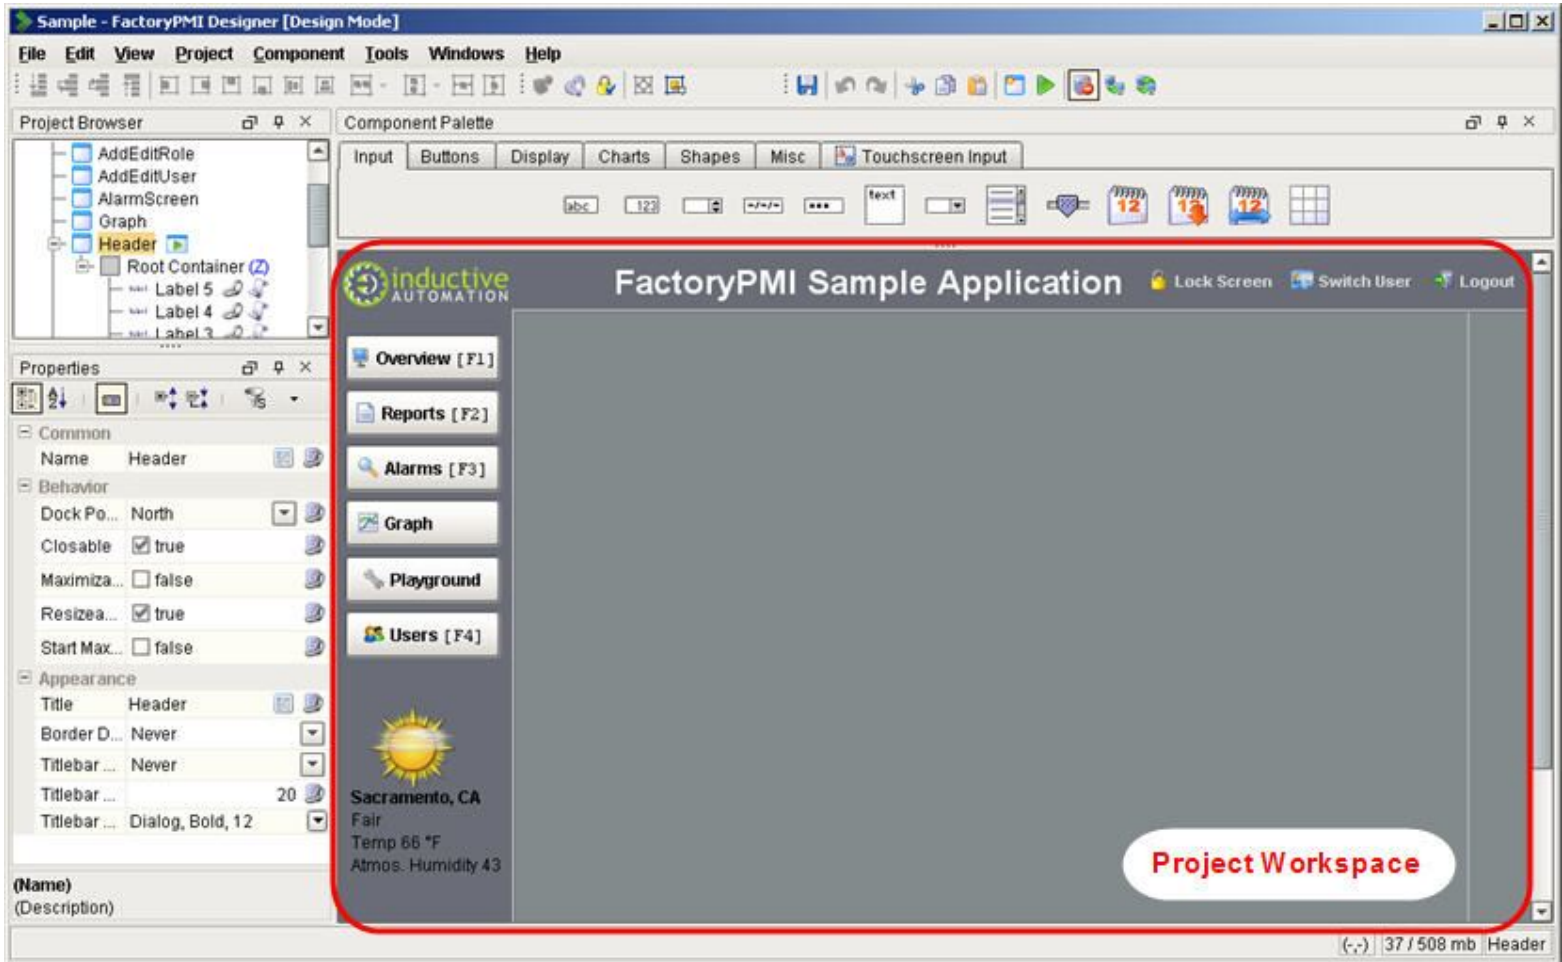 Sample - FactoryPMI Designer [Design Mode]
File Edit View Project Component Tools Windows Help
Project Browser
Component Palette
AddEditRole
AddEditUser
AlarmScreen
Graph
Header
Root Container (Z)
Label 5
Label 4
Label 3
Input Buttons Display Charts Shapes Misc Touchscreen Input
abc 123 -/-/- text 12 12 12
inductive
AUTOMATION
FactoryPMI Sample Application
Lock Screen Switch User Logout
Overview [F1]
Reports [F2]
Alarms [F3]
Graph
Playground
Users [F4]
Sacramento, CA
Fair
Temp 66 °F
Atmos. Humidity 43
Project Workspace
Properties
Common
Name Header
Behavior
Dock Po... North
Closable true
Maximiza... false
Resizea... true
Start Max... false
Appearance
Title Header
Border D... Never
Titlebar ... Never
Titlebar ... 20
Titlebar ... Dialog, Bold, 12
(Name)
(Description)
(-,-) 37 / 508 mb Header